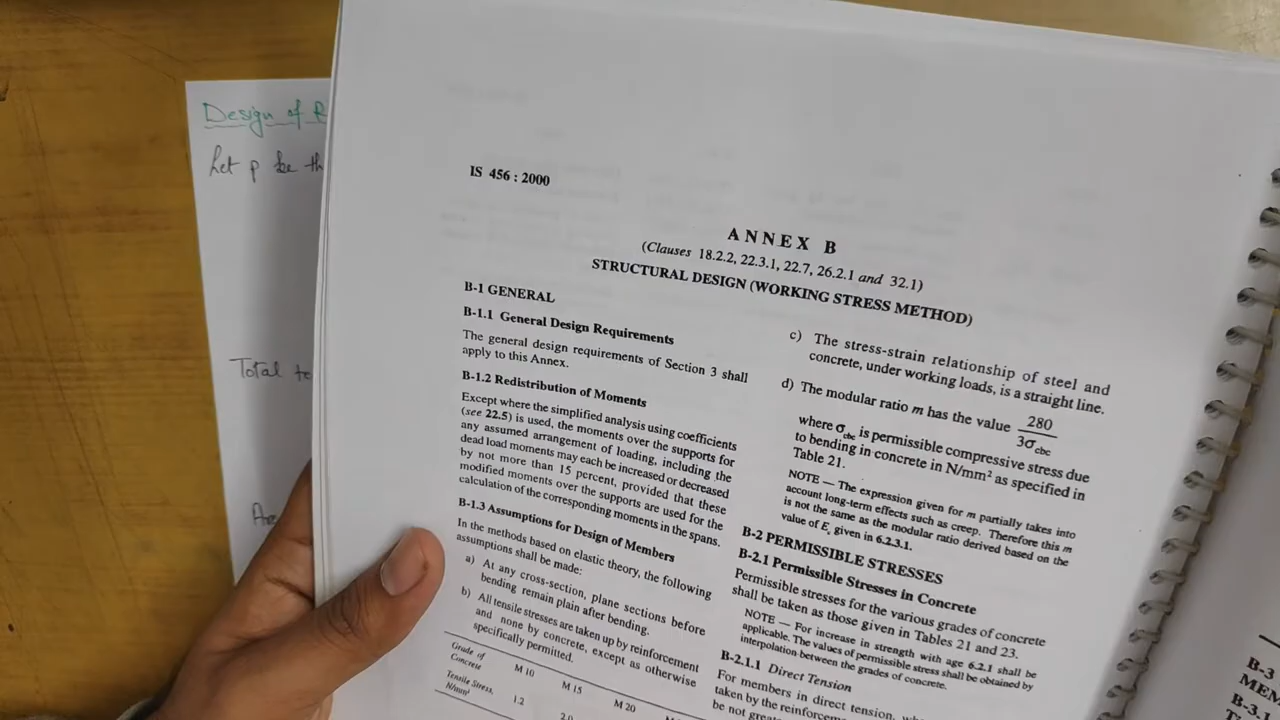 Design of R
Let p be th
Total te
IS 456 : 2000
ANNEX B
(Clauses 18.2.2, 22.3.1, 22.7, 26.2.1 and 32.1)
STRUCTURAL DESIGN (WORKING STRESS METHOD)
B-1 GENERAL
B-1.1 General Design Requirements
The general design requirements of Section 3 shall
apply to this Annex.
B-1.2 Redistribution of Moments
Except where the simplified analysis using coefficients
(see 22.5) is used, the moments over the supports for
any assumed arrangement of loading, including the
dead load moments may each be increased or decreased
by not more than 15 percent, provided that these
modified moments over the supports are used for the
calculation of the corresponding moments in the spans.
B-1.3 Assumptions for Design of Members
In the methods based on elastic theory, the following
assumptions shall be made:
a) At any cross-section, plane sections before
bending remain plain after bending.
b) All tensile stresses are taken up by reinforcement
and none by concrete, except as otherwise
specifically permitted.
c) The stress-strain relationship of steel and
concrete, under working loads, is a straight line.
d) The modular ratio m has the value 280
3σcbc
where σcbc is permissible compressive stress due
to bending in concrete in N/mm² as specified in
Table 21.
NOTE — The expression given for m partially takes into
account long-term effects such as creep. Therefore this m
is not the same as the modular ratio derived based on the
value of Ec given in 6.2.3.1.
B-2 PERMISSIBLE STRESSES
B-2.1 Permissible Stresses in Concrete
Permissible stresses for the various grades of concrete
shall be taken as those given in Tables 21 and 23.
NOTE — For increase in strength with age 6.2.1 shall be
applicable. The values of permissible stress shall be obtained by
interpolation between the grades of concrete.
B-2.1.1 Direct Tension
For members in direct tension,
taken by the reinforcem
be not grea
Grade of M 10 M 15 M 20
Concrete
Tensile Stress, 1.2 2.0
N/mm²
B-3
MEM
B-3.1